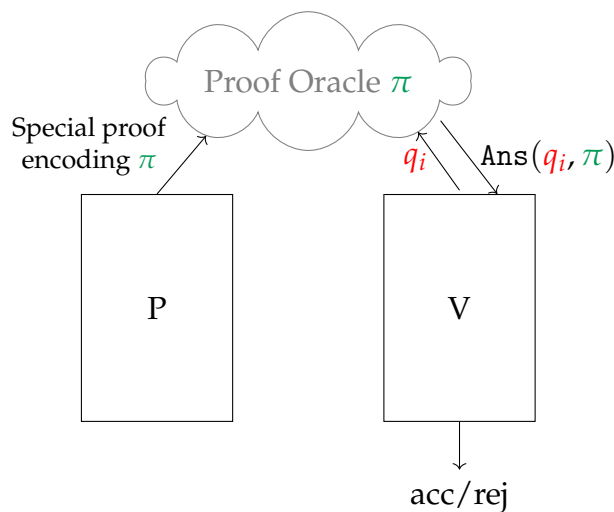 Proof Oracle π
Special proof
encoding π
q_i
Ans(q_i, π)
P
V
acc/rej